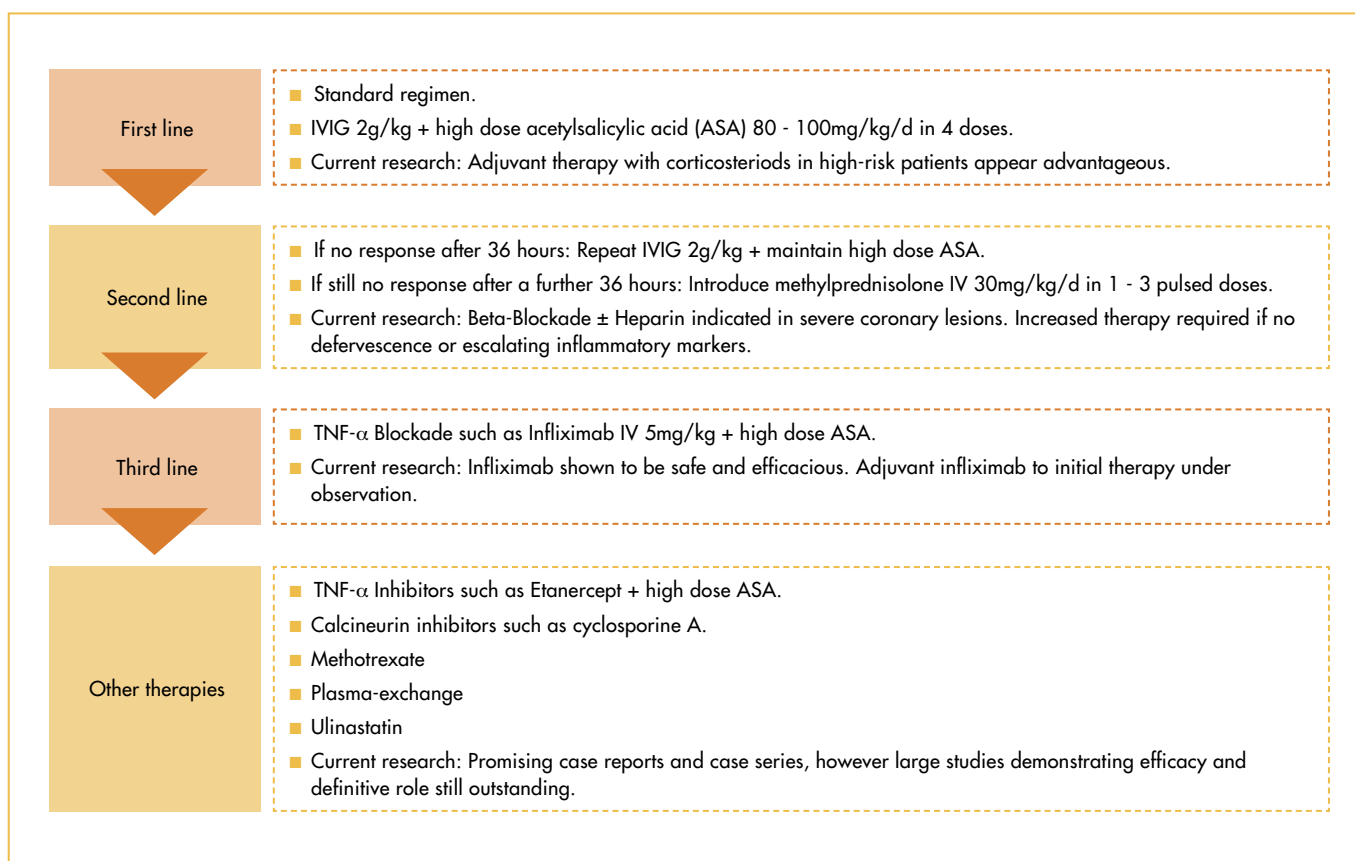 First line
■ Standard regimen.
■ IVIG 2g/kg + high dose acetylsalicylic acid (ASA) 80 - 100mg/kg/d in 4 doses.
■ Current research: Adjuvant therapy with corticosteriods in high-risk patients appear advantageous.
Second line
■ If no response after 36 hours: Repeat IVIG 2g/kg + maintain high dose ASA.
■ If still no response after a further 36 hours: Introduce methylprednisolone IV 30mg/kg/d in 1 - 3 pulsed doses.
■ Current research: Beta-Blockade ± Heparin indicated in severe coronary lesions. Increased therapy required if no
defervescence or escalating inflammatory markers.
Third line
■ TNF-α Blockade such as Infliximab IV 5mg/kg + high dose ASA.
■ Current research: Infliximab shown to be safe and efficacious. Adjuvant infliximab to initial therapy under
observation.
Other therapies
■ TNF-α Inhibitors such as Etanercept + high dose ASA.
■ Calcineurin inhibitors such as cyclosporine A.
■ Methotrexate
■ Plasma-exchange
■ Ulinastatin
■ Current research: Promising case reports and case series, however large studies demonstrating efficacy and
definitive role still outstanding.